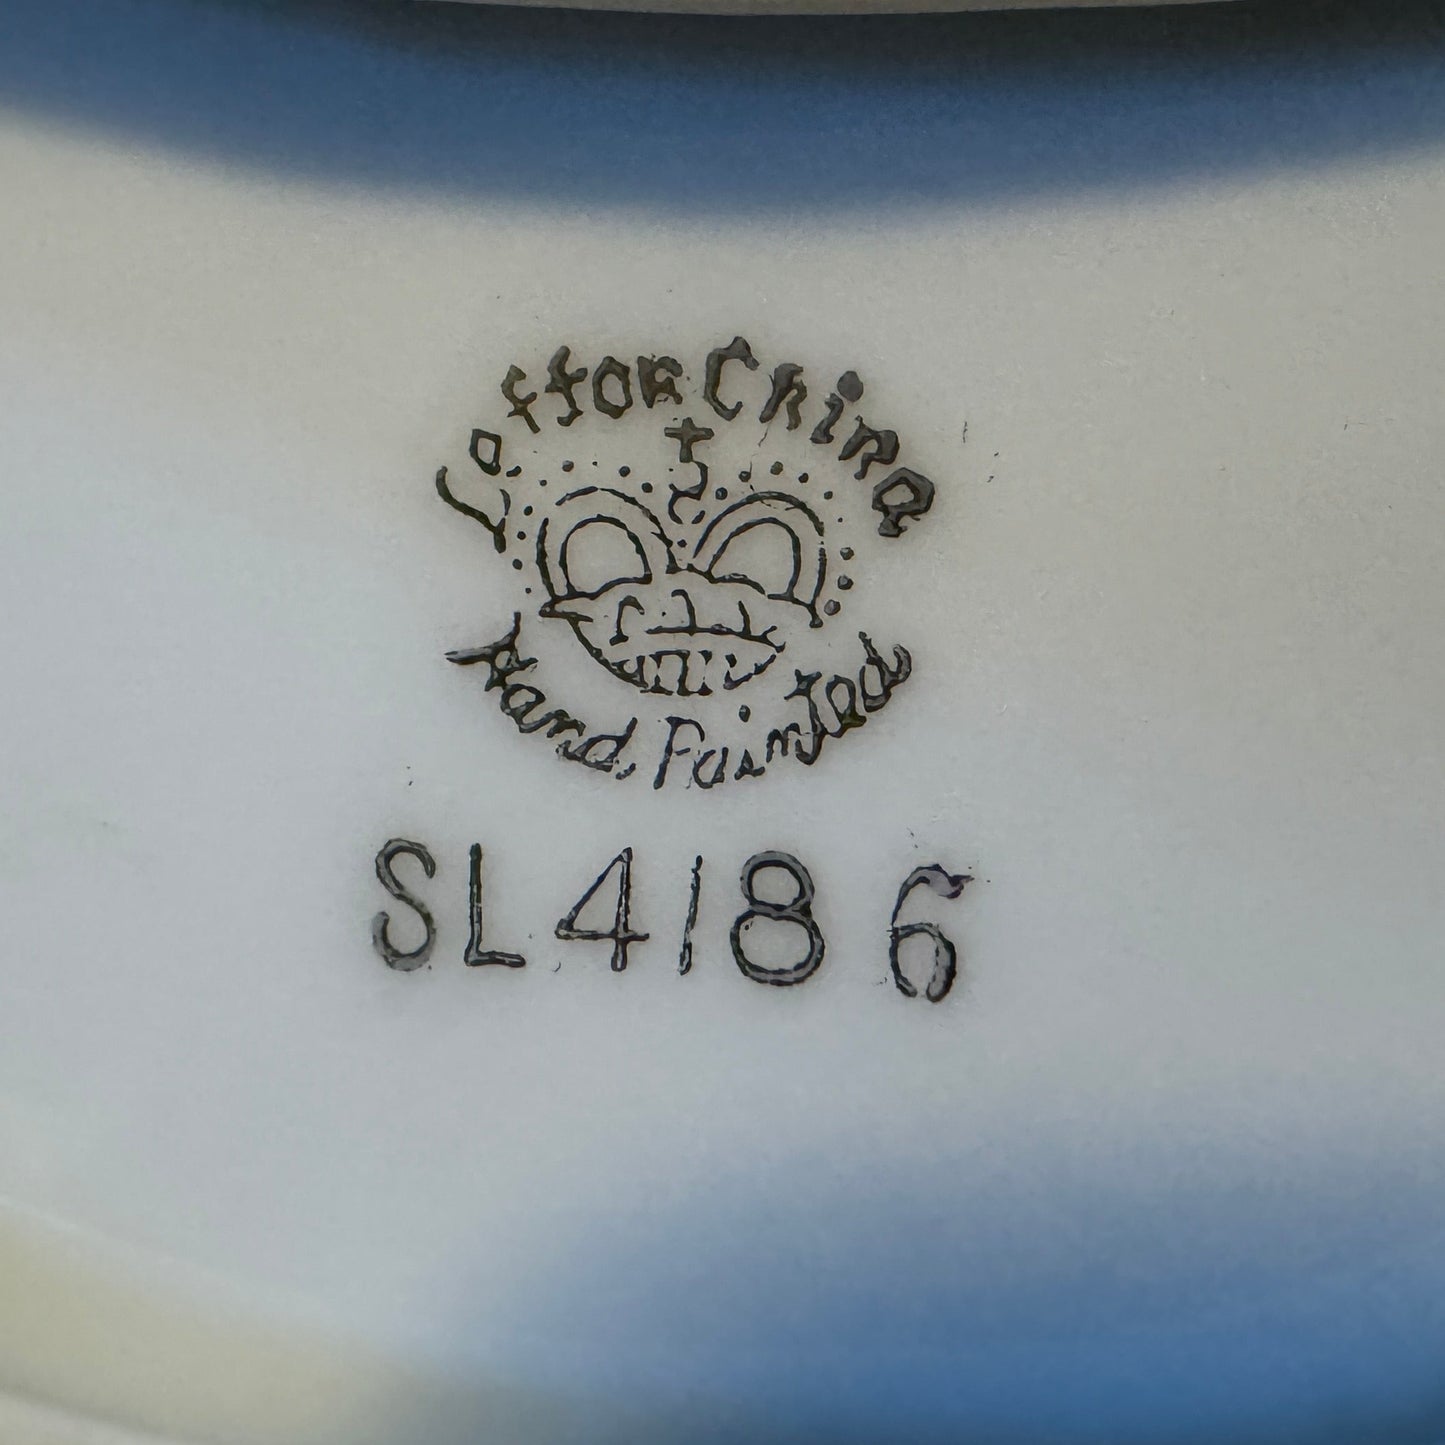 Lefton China
Hand Painted
SL4186